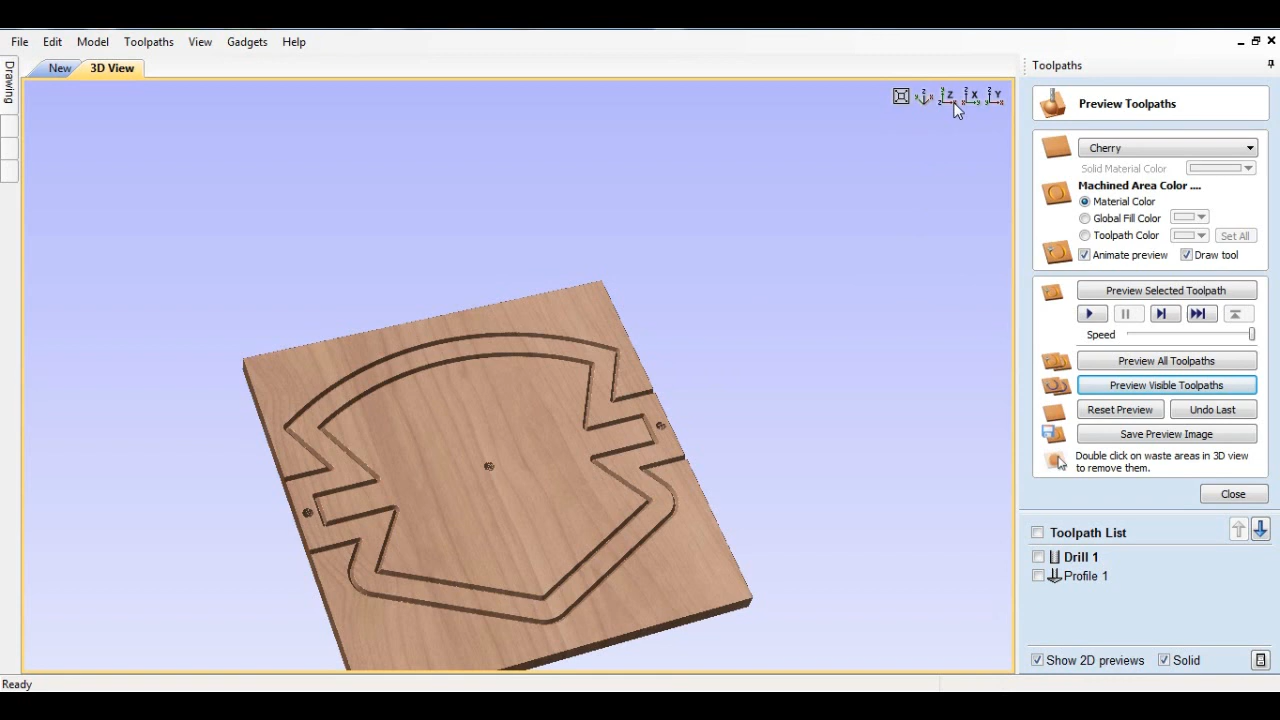 File Edit Model Toolpaths View Gadgets Help
Drawing
New 3D View
Z X Y
Toolpaths
Preview Toolpaths
Cherry
Solid Material Color
Machined Area Color ....
Material Color
Global Fill Color
Toolpath Color Set All
Animate preview Draw tool
Preview Selected Toolpath
Speed
Preview All Toolpaths
Preview Visible Toolpaths
Reset Preview Undo Last
Save Preview Image
Double click on waste areas in 3D view
to remove them.
Close
Toolpath List
Drill 1
Profile 1
Show 2D previews Solid
Ready